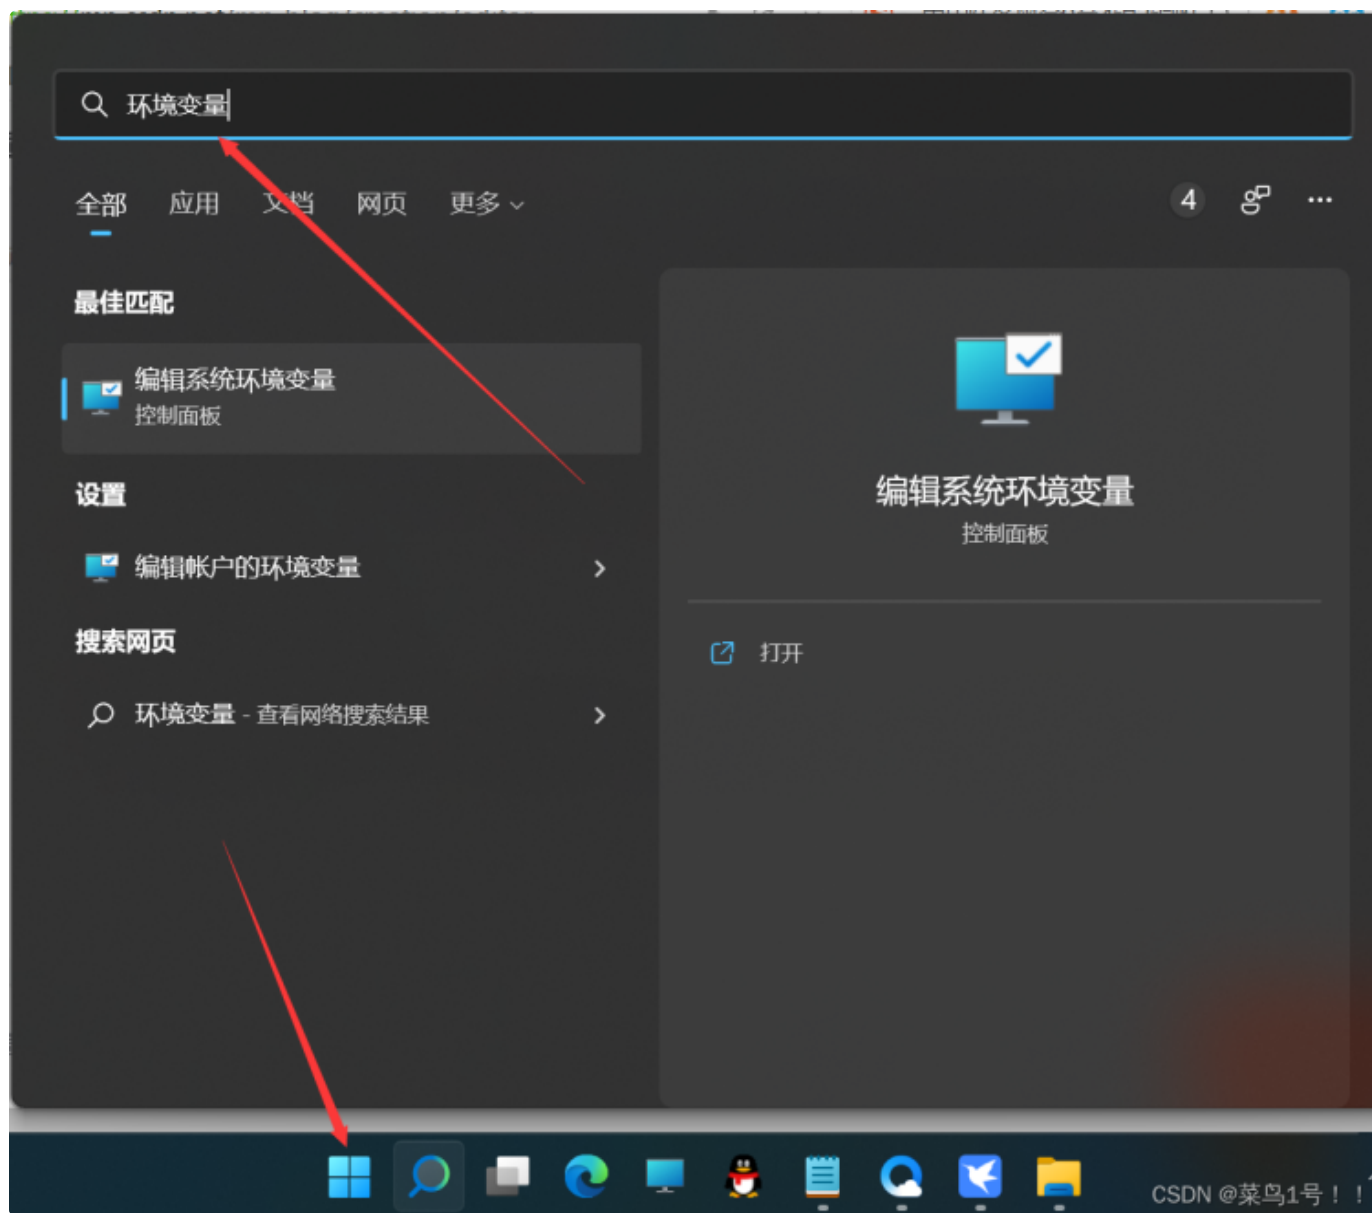 环境变量
全部 应用 文档 网页 更多 4
最佳匹配
编辑系统环境变量
控制面板
设置
编辑帐户的环境变量
搜索网页
环境变量 - 查看网络搜索结果
编辑系统环境变量
控制面板
打开
CSDN @菜鸟1号！！